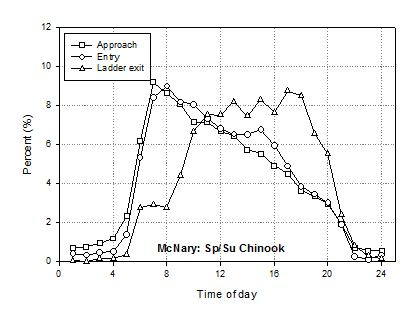 12
10
8
6
4
2
0
Percent (%)
Approach
Entry
Ladder exit
McNary: Sp/Su Chinook
0 4 8 12 16 20 24
Time of day